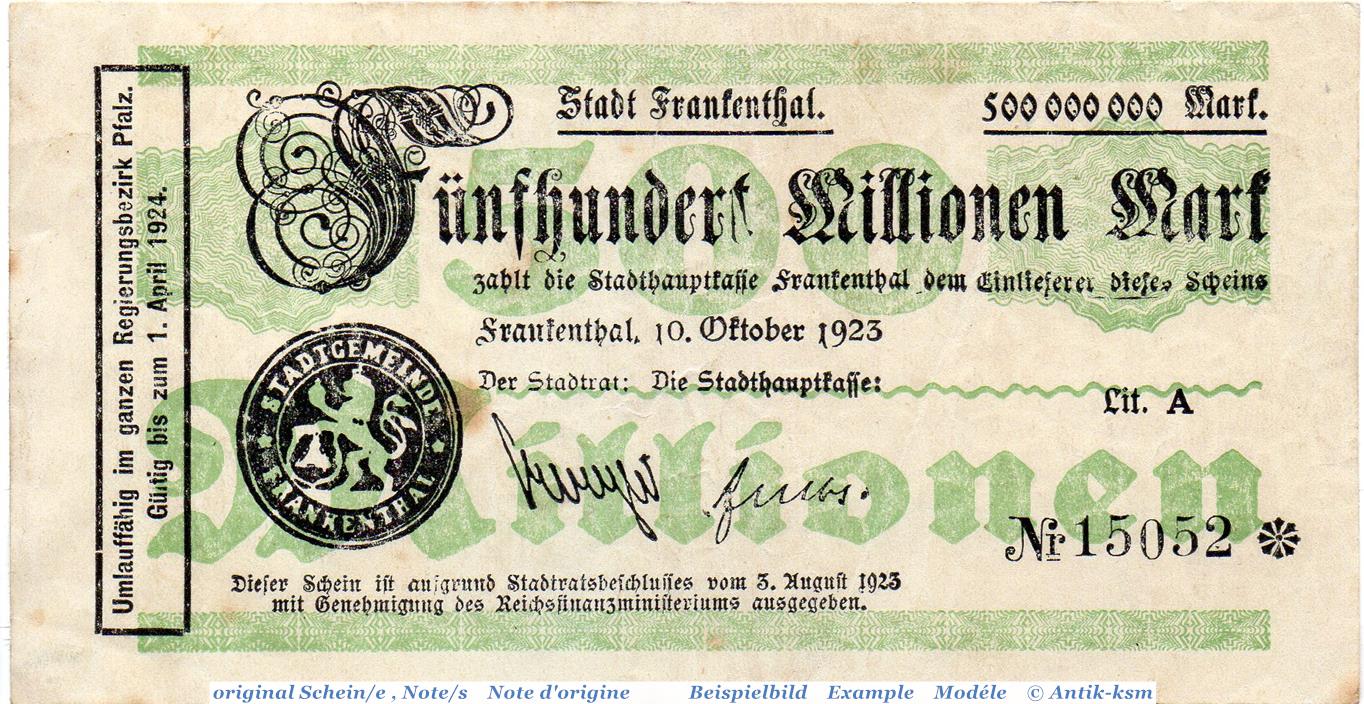 Umlauffähig im ganzen Regierungsbezirk Pfalz.
Gültig bis zum 1. April 1924.
Stadt Frankenthal.
500 000 000 Mark.
500
Fünfhundert Millionen Mark
zahlt die Stadthauptkasse Frankenthal dem Einlieferer dieses Scheins
Frankenthal, 10. Oktober 1923
Der Stadtrat: Die Stadthauptkasse:
Lit. A
STADTGEMEINDE
FRANKENTHAL
Millionen
Nr 15052
Dieser Schein ist aufgrund Stadtratsbeschlusses vom 3. August 1923
mit Genehmigung des Reichsfinanzministeriums ausgegeben.
original Schein/e , Note/s Note d'origine Beispielbild Example Modéle © Antik-ksm